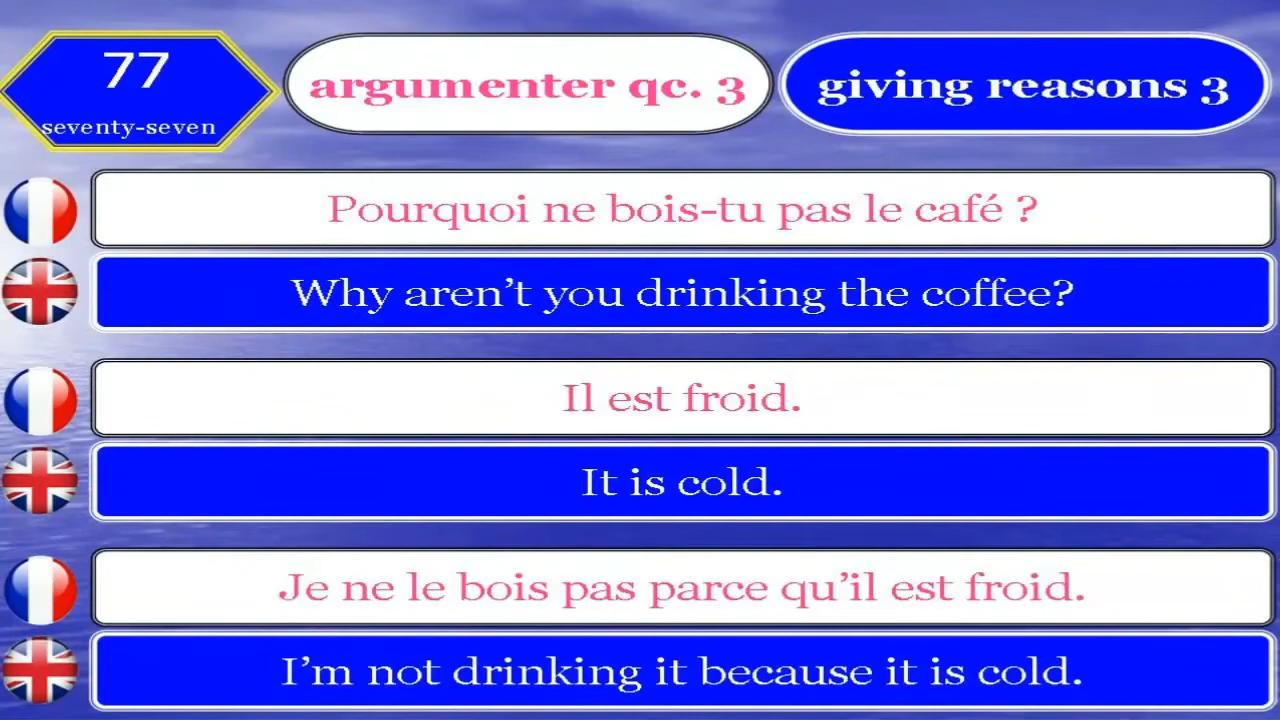 77
seventy-seven
argumenter qc. 3
giving reasons 3
Pourquoi ne bois-tu pas le café ?
Why aren’t you drinking the coffee?
Il est froid.
It is cold.
Je ne le bois pas parce qu’il est froid.
I’m not drinking it because it is cold.